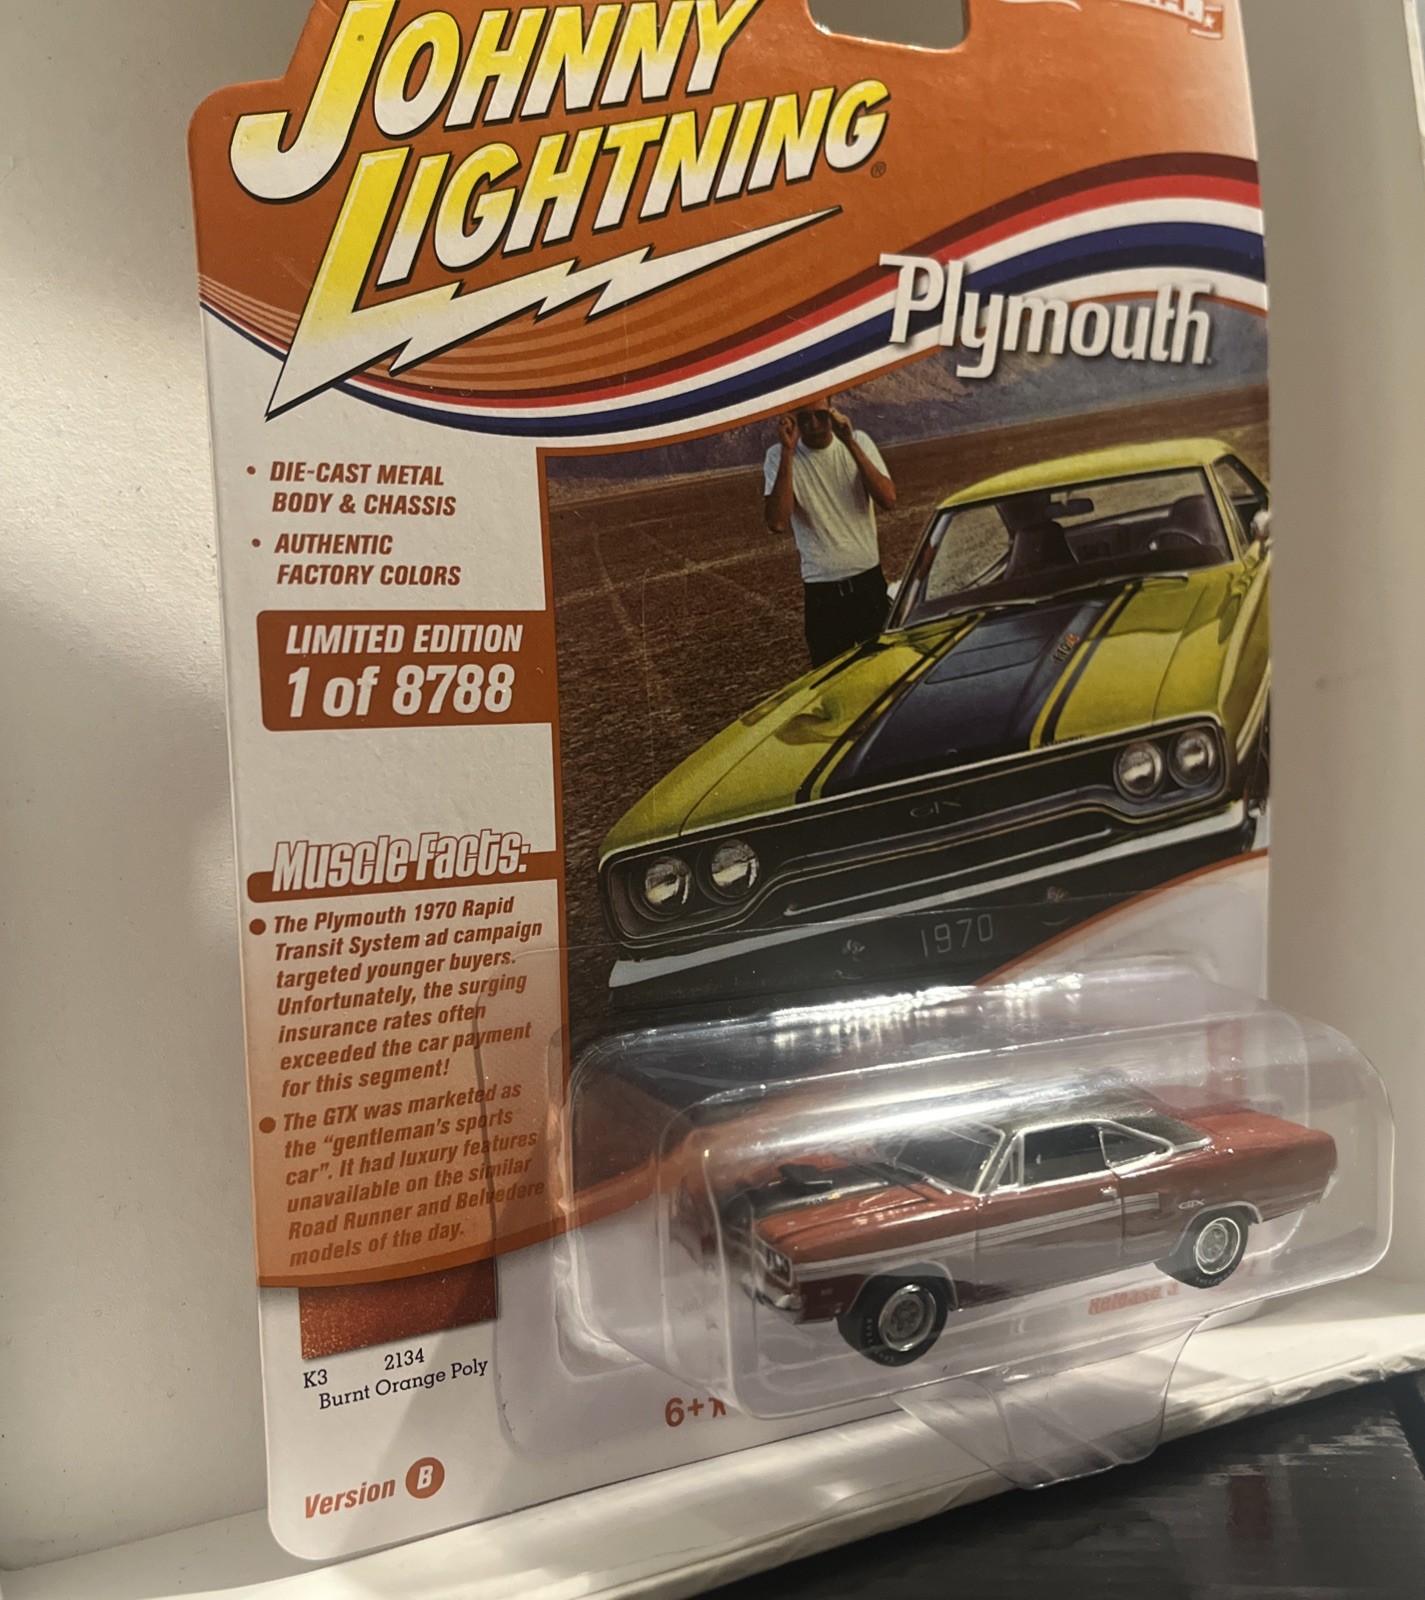 JOHNNY
LIGHTNING®
Plymouth
• DIE-CAST METAL
BODY & CHASSIS
• AUTHENTIC
FACTORY COLORS
LIMITED EDITION
1 of 8788
GTX
1970
Muscle Facts:
● The Plymouth 1970 Rapid
Transit System ad campaign
targeted younger buyers.
Unfortunately, the surging
insurance rates often
exceeded the car payment
for this segment!
● The GTX was marketed as
the “gentleman's sports
car”. It had luxury features
unavailable on the similar
Road Runner and Belvedere
models of the day.
GTX
Release
K3 2134
Burnt Orange Poly
6+
Version B